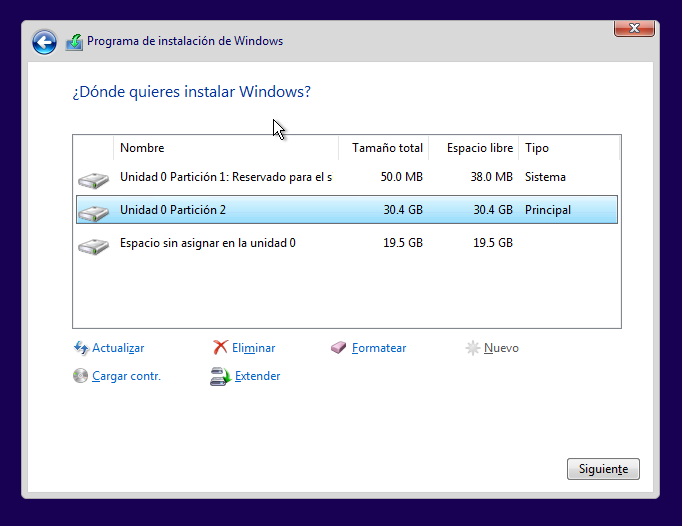 Programa de instalación de Windows
¿Dónde quieres instalar Windows?
Nombre Tamaño total Espacio libre Tipo
Unidad 0 Partición 1: Reservado para el s 50.0 MB 38.0 MB Sistema
Unidad 0 Partición 2 30.4 GB 30.4 GB Principal
Espacio sin asignar en la unidad 0 19.5 GB 19.5 GB
Actualizar Eliminar Formatear Nuevo
Cargar contr. Extender
Siguiente